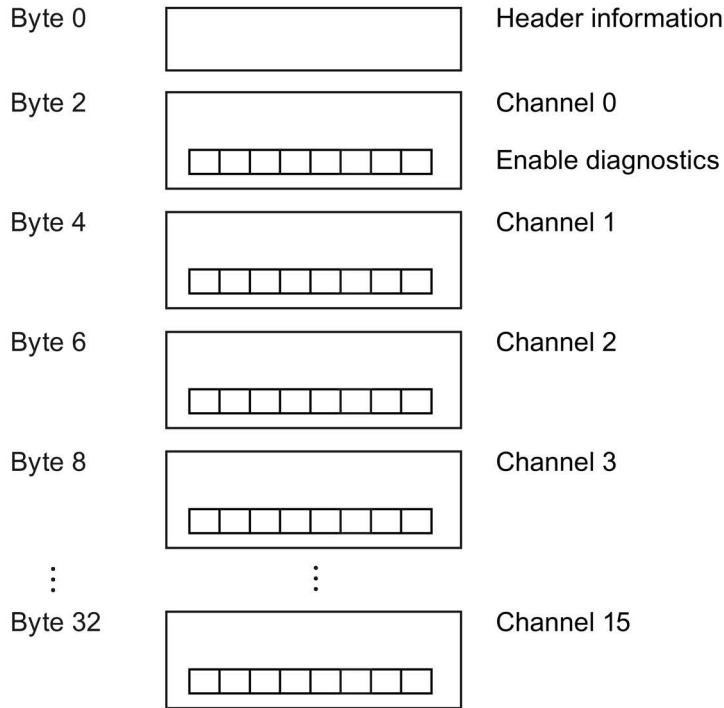 Byte 0 Header information
Byte 2 Channel 0
Enable diagnostics
Byte 4 Channel 1
Byte 6 Channel 2
Byte 8 Channel 3
⋮ ⋮
Byte 32 Channel 15